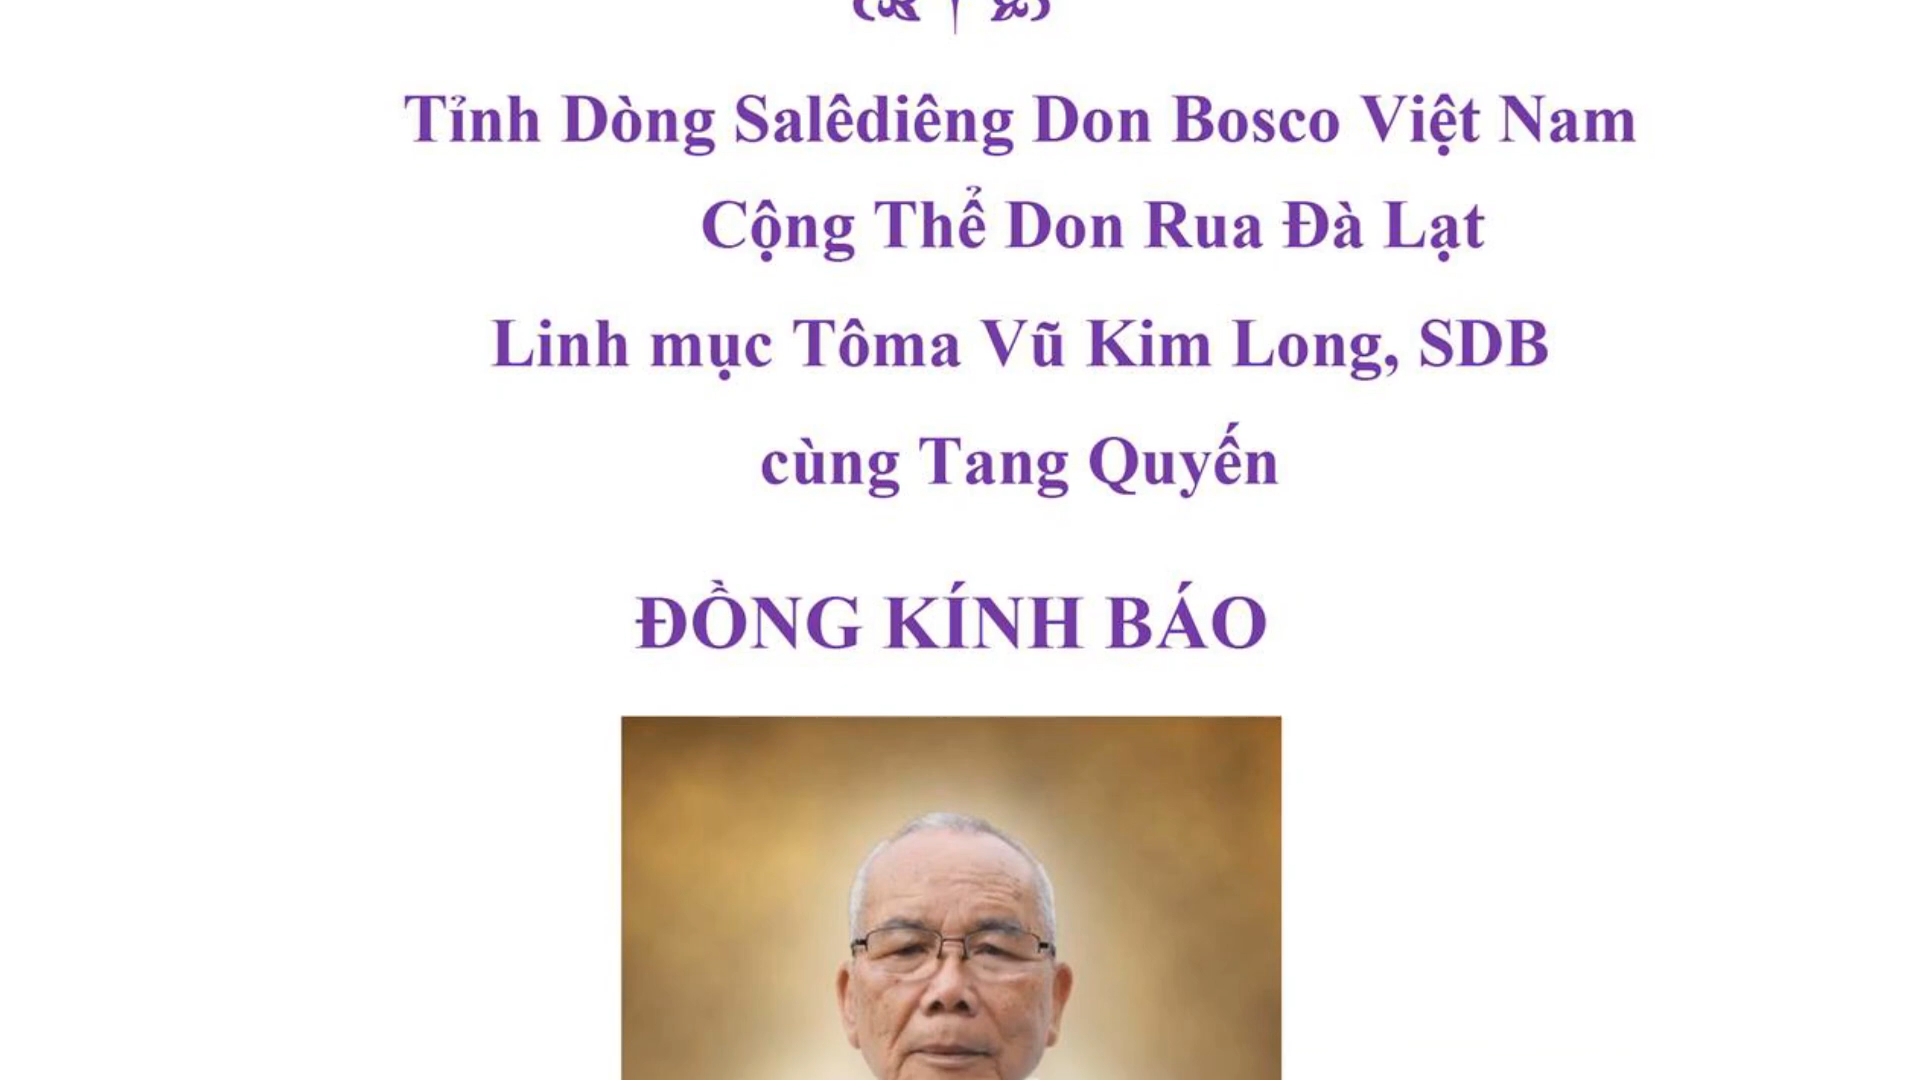 Tỉnh Dòng Salêdiêng Don Bosco Việt Nam
Cộng Thể Don Rua Đà Lạt
Linh mục Tôma Vũ Kim Long, SDB
cùng Tang Quyến
ĐỒNG KÍNH BÁO